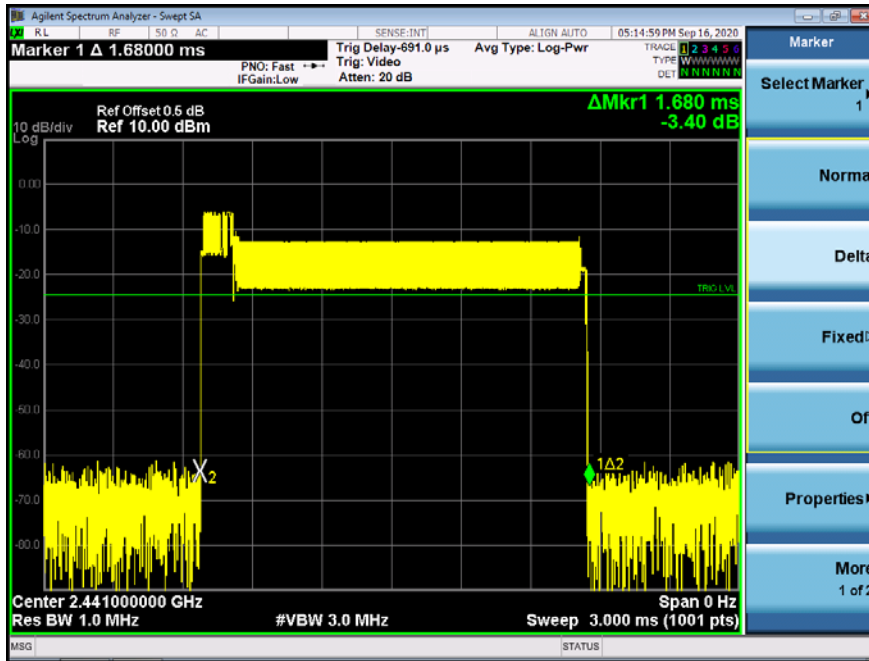 Agilent Spectrum Analyzer - Swept SA
LXI RL RF 50 Ω AC SENSE:INT ALIGN AUTO 05:14:59 PM Sep 16, 2020
Marker 1 Δ 1.68000 ms
PNO: Fast
IFGain:Low
Trig Delay-691.0 µs
Trig: Video
Atten: 20 dB
Avg Type: Log-Pwr
TRACE 1 2 3 4 5 6
TYPE WWWWWW
DET N N N N N N
Marker
Select Marker
1
Norma
Delta
Fixed
Of
Properties
More
1 of 2
ΔMkr1 1.680 ms
-3.40 dB
Ref Offset 0.5 dB
10 dB/div Ref 10.00 dBm
Log
0.00
-10.0
-20.0
TRIG LVL
-30.0
-40.0
-50.0
-60.0
2
1Δ2
-70.0
-80.0
Center 2.441000000 GHz Span 0 Hz
Res BW 1.0 MHz #VBW 3.0 MHz Sweep 3.000 ms (1001 pts)
MSG STATUS